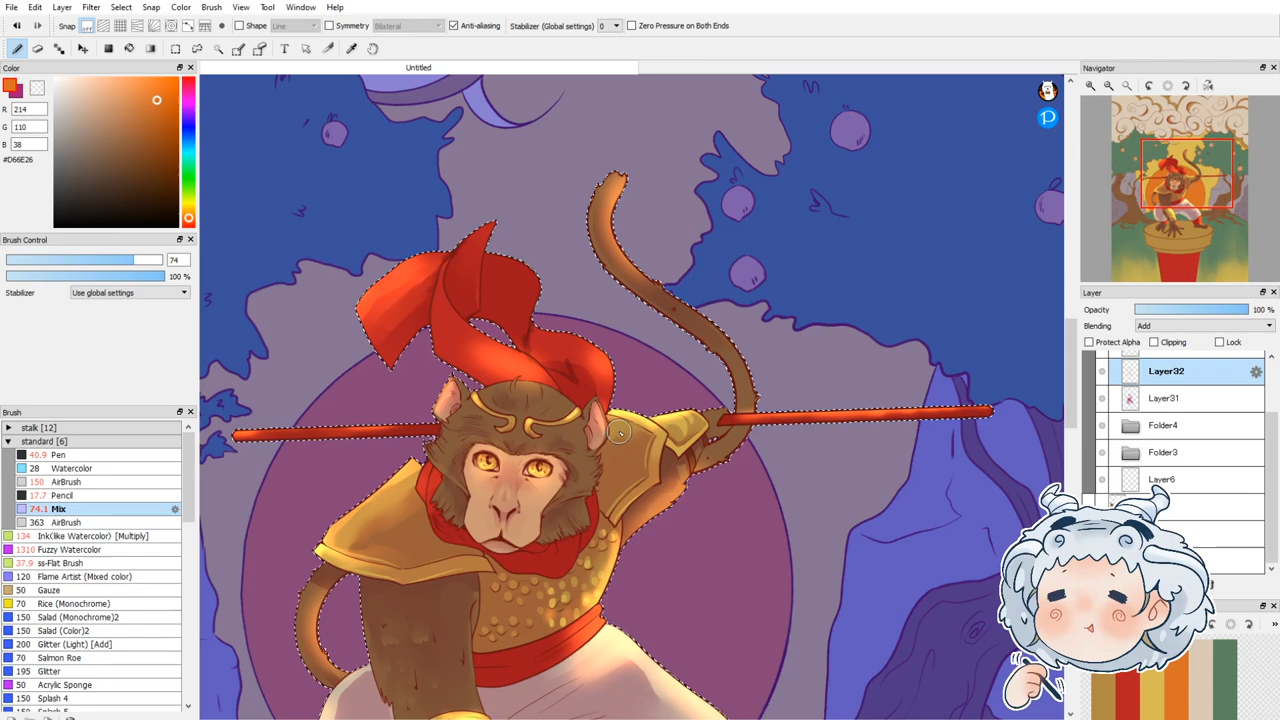 File Edit Layer Filter Select Snap Color Brush View Tool Window Help
Snap off Shape Line Symmetry Bilateral Anti-aliasing Stabilizer (Global settings) 0 Zero Pressure on Both Ends
Untitled
Color
R 214
G 110
B 38
#D66E26
Brush Control
74
100 %
Stabilizer Use global settings
Brush
stalk [12]
standard [6]
40.9 Pen
28 Watercolor
150 AirBrush
17.7 Pencil
74.1 Mix
363 AirBrush
134 Ink(like Watercolor) [Multiply]
1310 Fuzzy Watercolor
37.9 ss-Flat Brush
120 Flame Artist (Mixed color)
50 Gauze
70 Rice (Monochrome)
150 Salad (Monochrome)2
150 Salad (Color)2
200 Glitter (Light) [Add]
70 Salmon Roe
195 Glitter
50 Acrylic Sponge
150 Splash 4
P
Navigator
Layer
Opacity 100 %
Blending Add
Protect Alpha Clipping Lock
Layer32
Layer31
Folder4
Folder3
Layer6